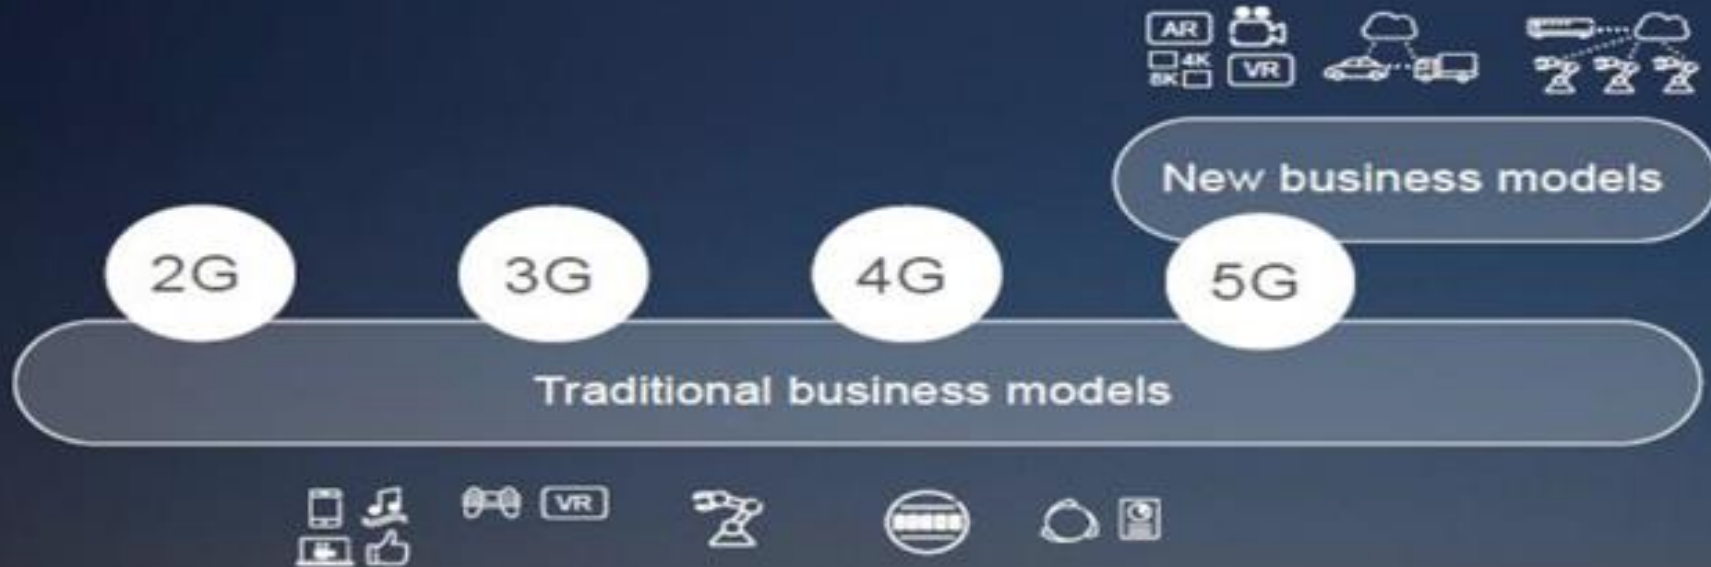 AR
4K
8K
VR
New business models
2G
3G
4G
5G
Traditional business models
VR